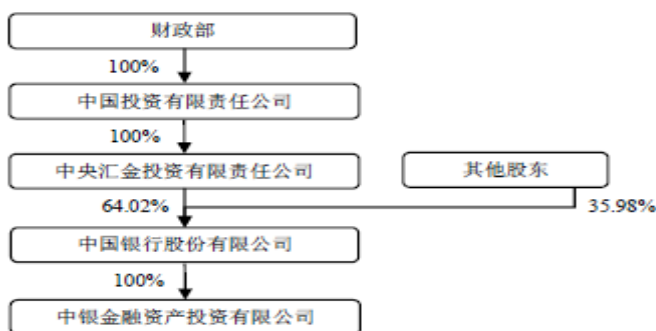 财政部
100%
中国投资有限责任公司
100%
中央汇金投资有限责任公司
其他股东
64.02%
35.98%
中国银行股份有限公司
100%
中银金融资产投资有限公司